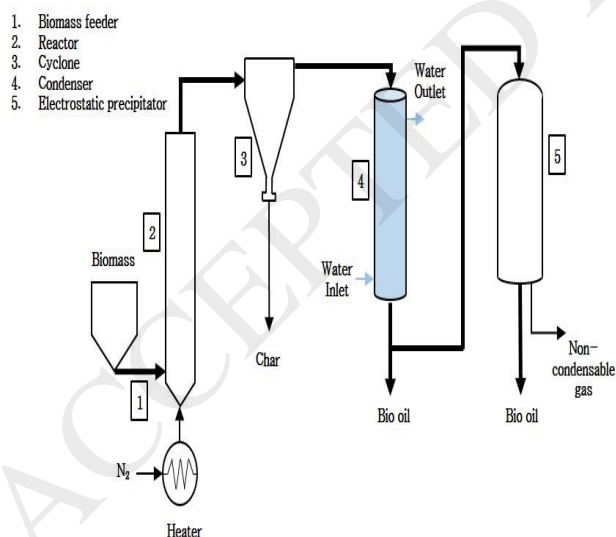 1. Biomass feeder
2. Reactor
3. Cyclone
4. Condenser
5. Electrostatic precipitator
Water
Outlet
3
4
5
2
Biomass
Water
Inlet
Char
1
Non-
condensable
gas
Bio oil
Bio oil
N₂
Heater
ACCEPTED